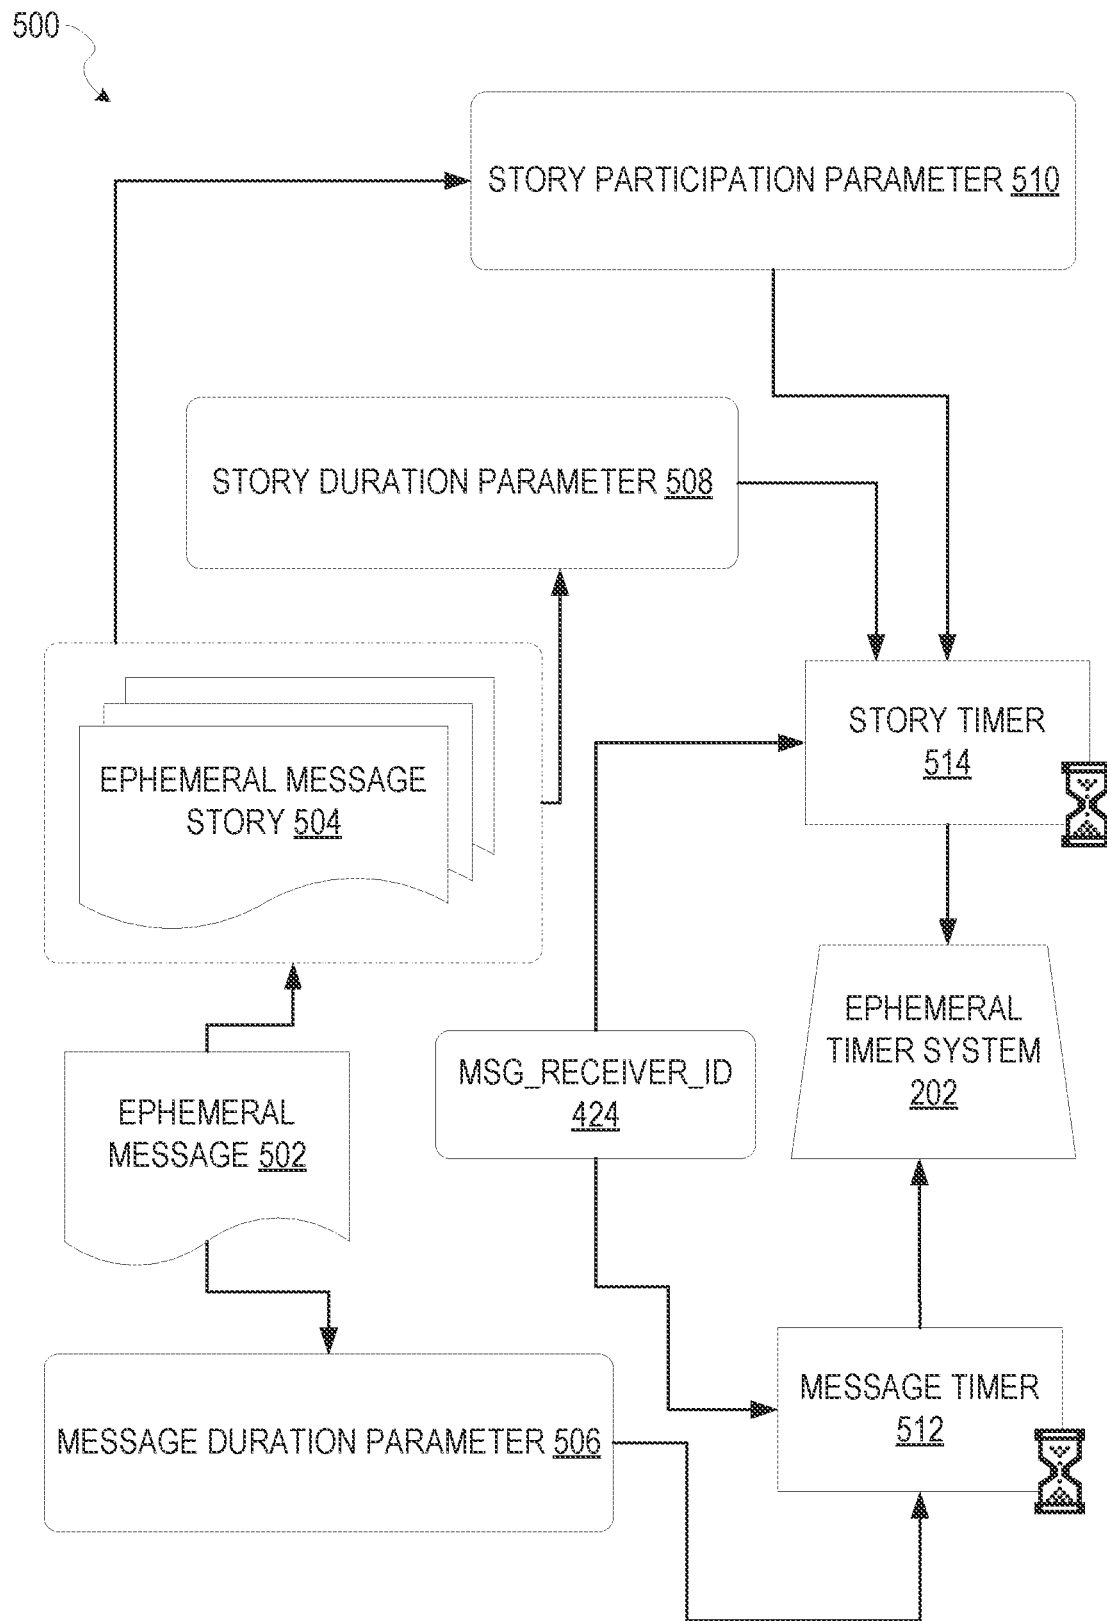 500
STORY PARTICIPATION PARAMETER 510
STORY DURATION PARAMETER 508
EPHEMERAL MESSAGE
STORY 504
STORY TIMER
514
EPHEMERAL
TIMER SYSTEM
202
MSG_RECEIVER_ID
424
EPHEMERAL
MESSAGE 502
MESSAGE DURATION PARAMETER 506
MESSAGE TIMER
512